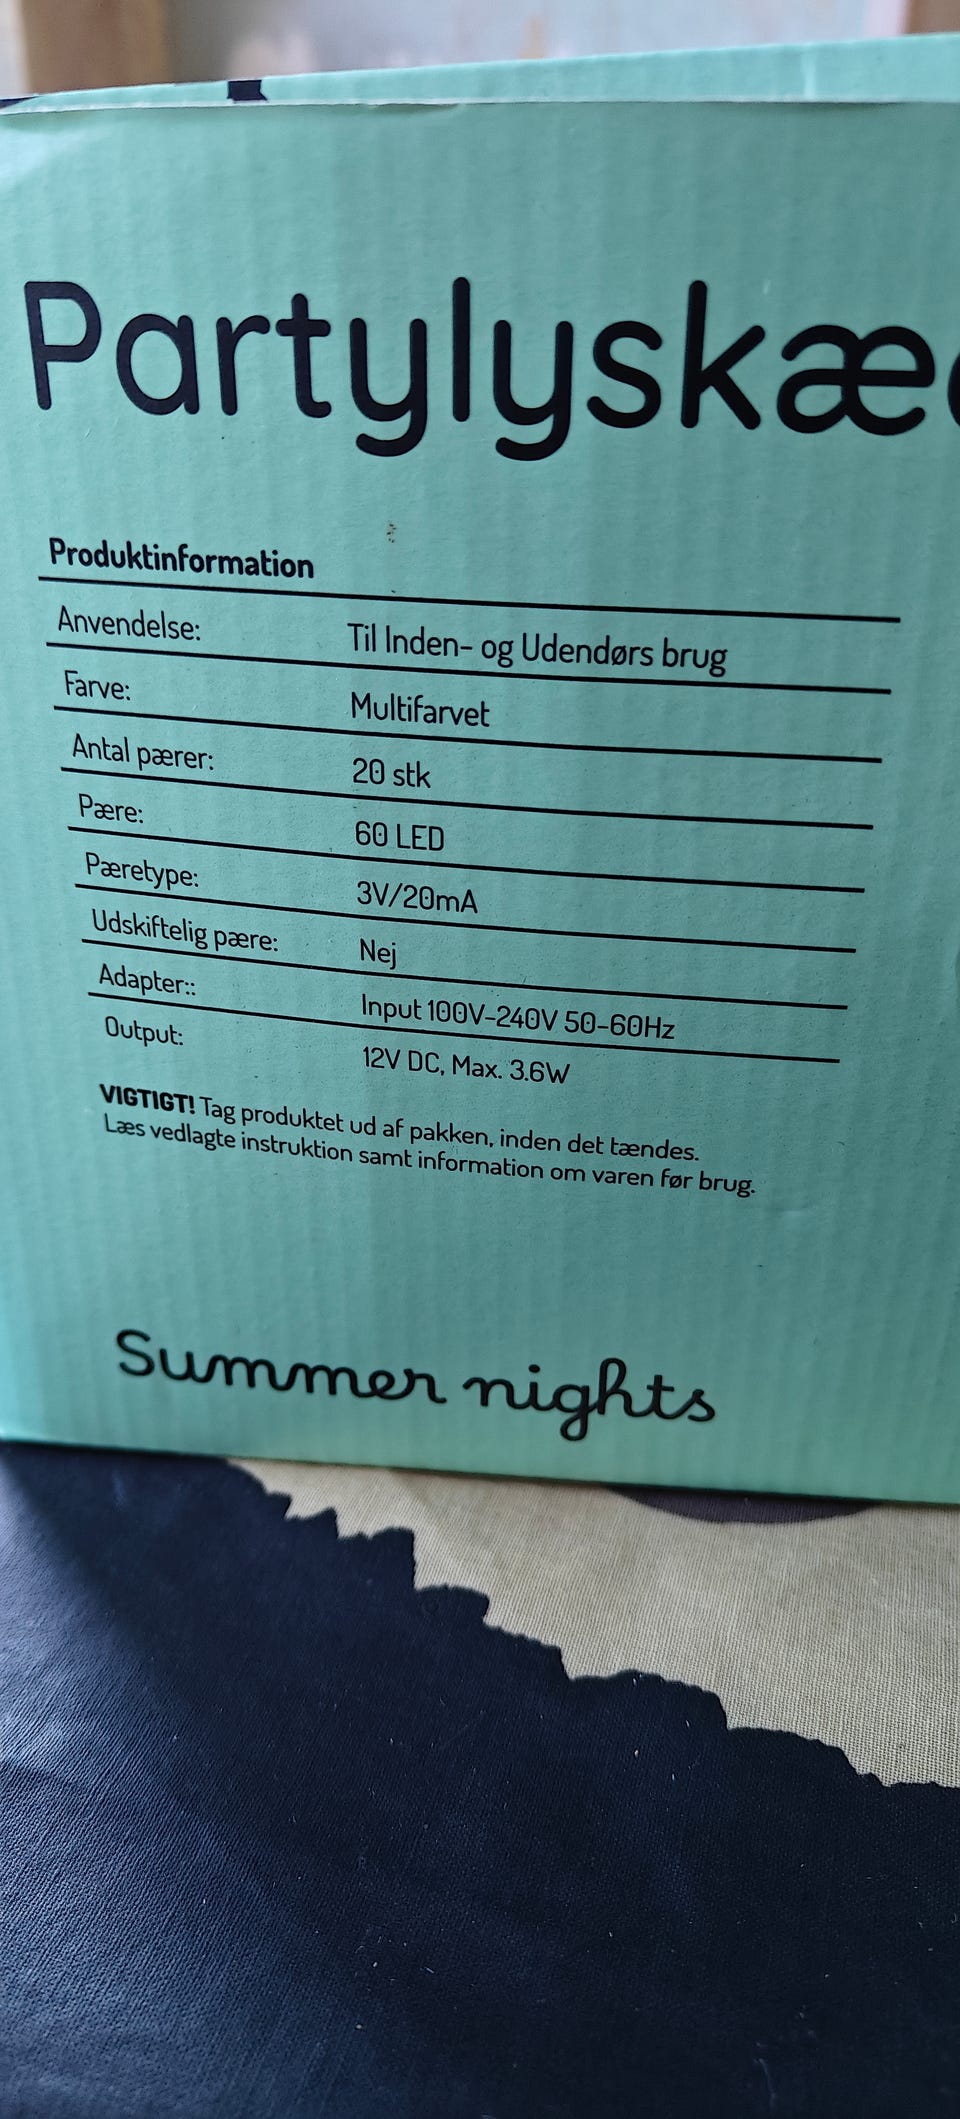 Partylyskæ
Produktinformation
Anvendelse: Til Inden- og Udendørs brug
Farve: Multifarvet
Antal pærer: 20 stk
Pære: 60 LED
Pæretype: 3V/20mA
Udskiftelig pære: Nej
Adapter:: Input 100V-240V 50-60Hz
Output: 12V DC, Max. 3.6W
VIGTIGT! Tag produktet ud af pakken, inden det tændes.
Læs vedlagte instruktion samt information om varen før brug.
Summer nights